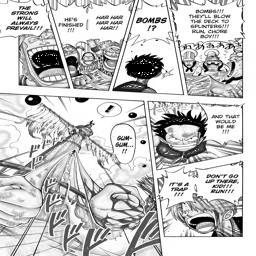 BOMBS!!!
THEY'LL BLOW
THE DECK TO
SPLINTERS!!!
RUN, CHORE
BOY!!!
BOMBS
!?
HAR HAR
HAR HAR
HAR!!
HE'S
FINISHED
!!!
THE
STRONG
WILL
ALWAYS
PREVAIL!!!
AND THAT
WOULD BE
ME
!!!
GUM-
GUM...
!!
DON'T GO
UP THERE,
KID!!!
RUN!!!
IT'S A
TRAP
!!!